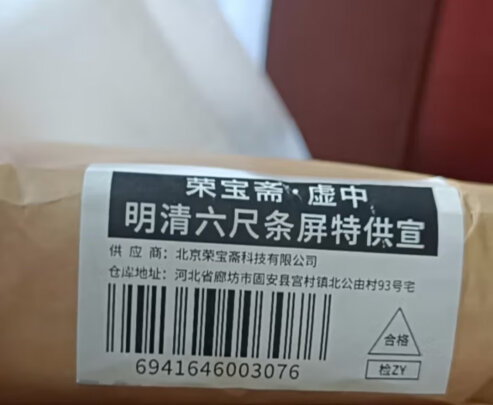 荣宝斋·虚中
明清六尺条屏特供宣
供 应 商：北京荣宝斋科技有限公司
仓库地址：河北省廊坊市固安县宫村镇北公由村93号宅
6941646003076
合格
检ZY